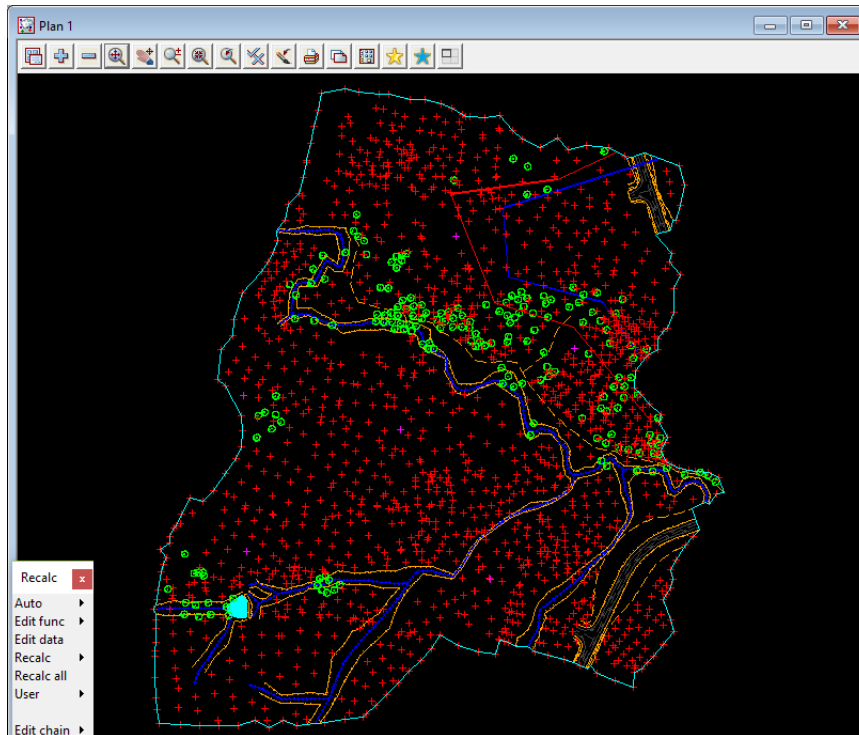 Plan 1
Recalc
x
Auto
Edit func
Edit data
Recalc
Recalc all
User
Edit chain